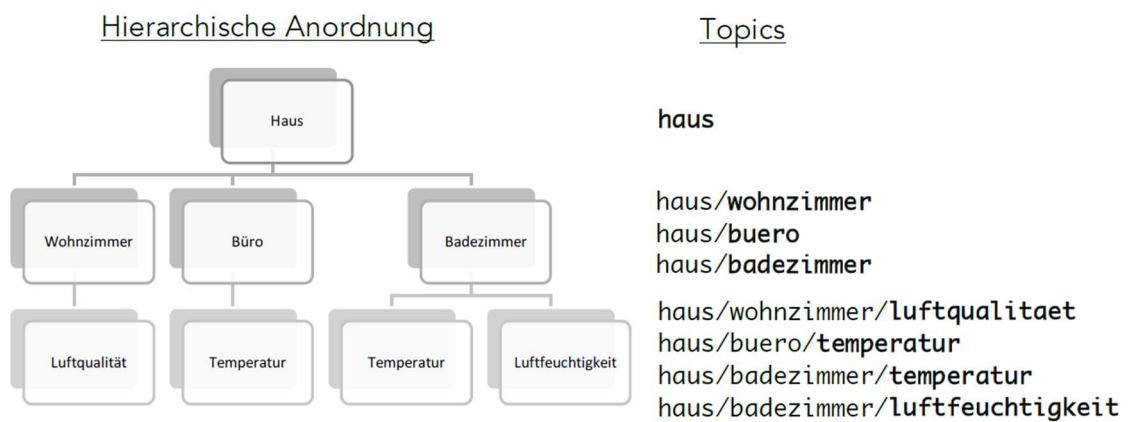 Hierarchische Anordnung
Haus
Wohnzimmer
Büro
Badezimmer
Luftqualität
Temperatur
Temperatur
Luftfeuchtigkeit
Topics
haus
haus/wohnzimmer
haus/buero
haus/badezimmer
haus/wohnzimmer/luftqualitaet
haus/buero/temperatur
haus/badezimmer/temperatur
haus/badezimmer/luftfeuchtigkeit